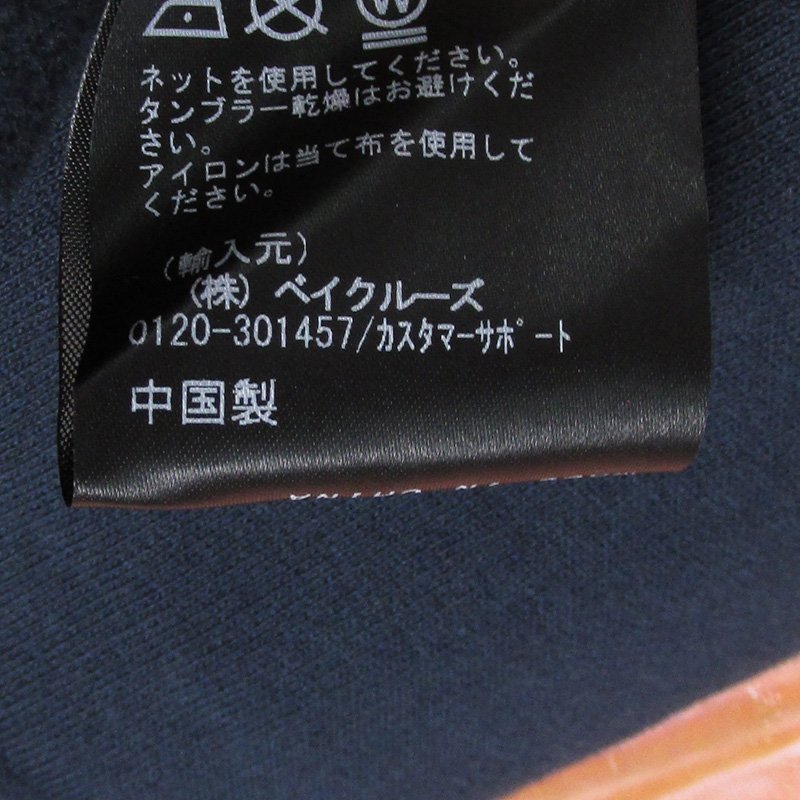 ネットを使用してください。
タンブラー乾燥はお避けくだ
さい。
アイロンは当て布を使用して
ください。
(輸入元)
(株) ベイクルーズ
0120-301457/カスタマーサポート
中国製